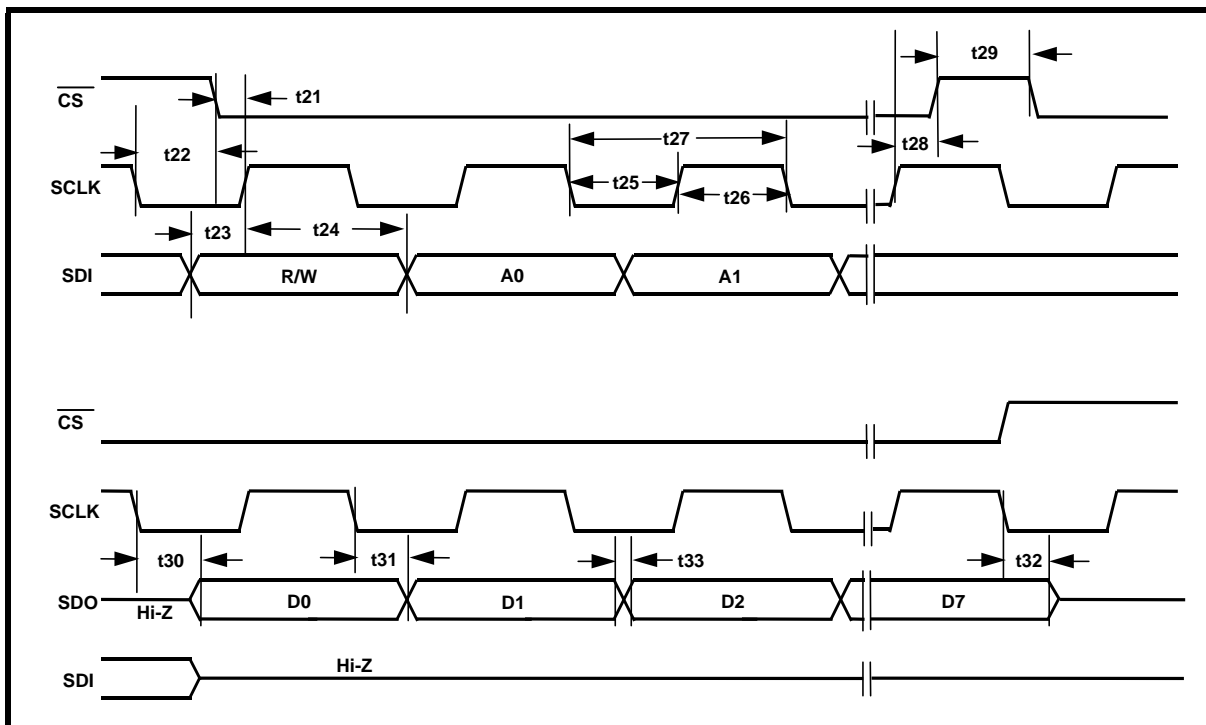 t29
CS
t21
t27
t22
t28
SCLK
t25
t26
t23
t24
SDI
R/W
A0
A1
CS
SCLK
t30
t31
t33
t32
SDO
Hi-Z
D0
D1
D2
D7
Hi-Z
SDI